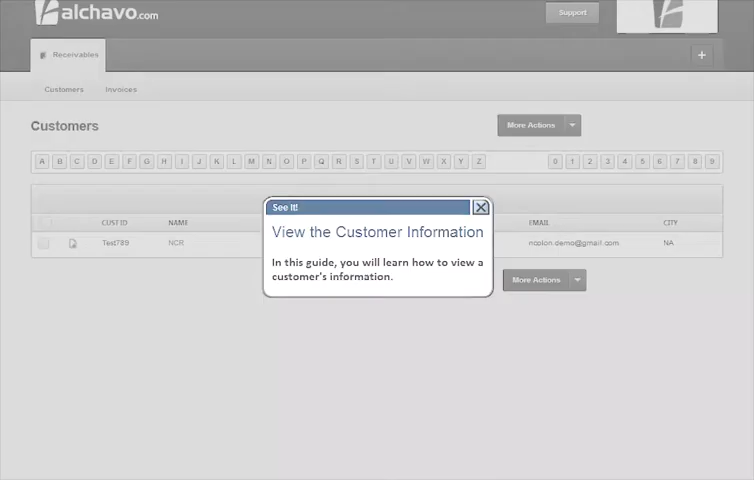 alchavo.com
Support
Receivables
+
Customers Invoices
Customers
More Actions
A B C D E F G H I J K L M N O P Q R S T U V W X Y Z 0 1 2 3 4 5 6 7 8 9
See It!
View the Customer Information
In this guide, you will learn how to view a
customer's information.
CUST ID NAME EMAIL CITY
Test789 NCR ncolon.demo@gmail.com NA
More Actions